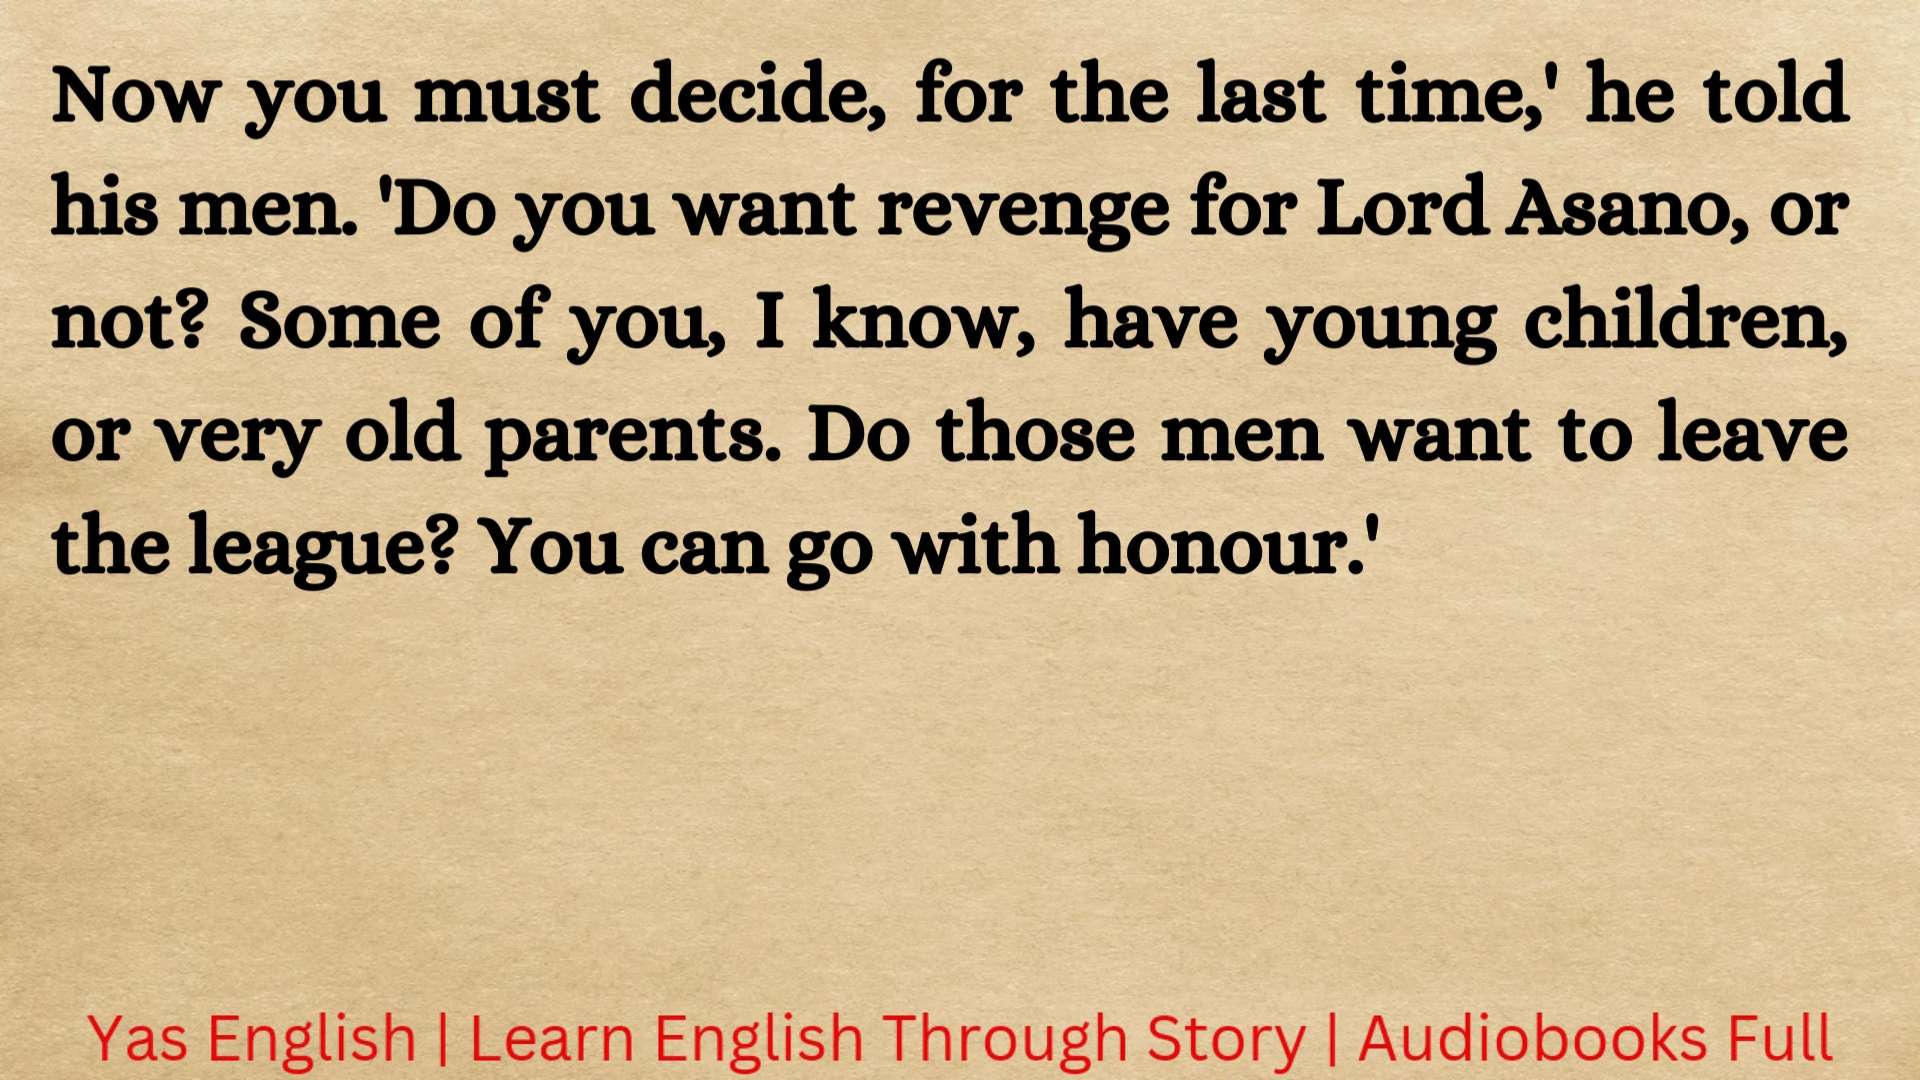 Now you must decide, for the last time,' he told
his men. 'Do you want revenge for Lord Asano, or
not? Some of you, I know, have young children,
or very old parents. Do those men want to leave
the league? You can go with honour.'
Yas English | Learn English Through Story | Audiobooks Full